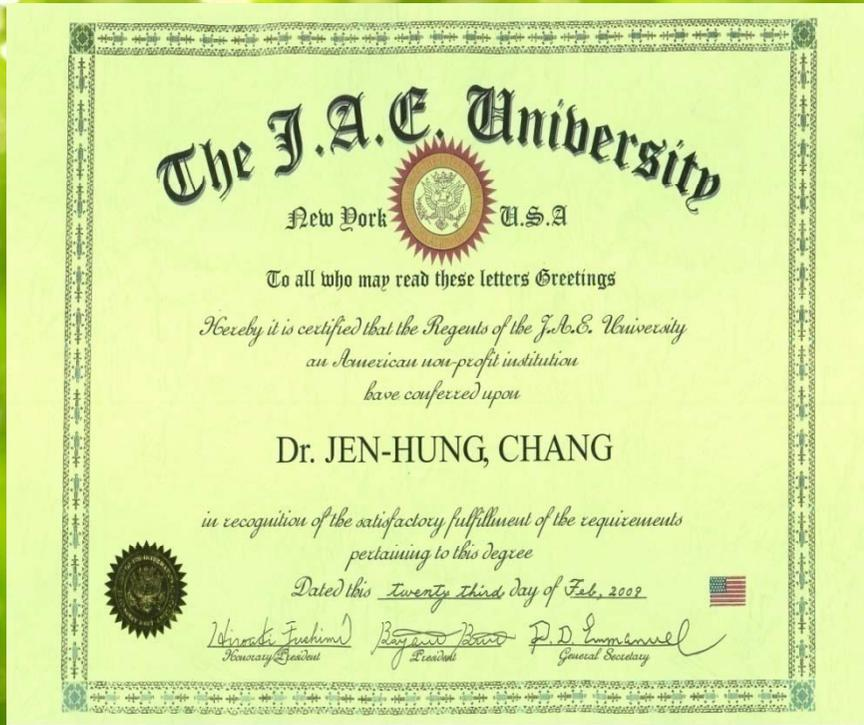 The J.A.E. University
New York U.S.A
To all who may read these letters Greetings
Hereby it is certified that the Regents of the J.A.E. University
an American non-profit institution
have conferred upon
Dr. JEN-HUNG, CHANG
in recognition of the satisfactory fulfillment of the requirements
pertaining to this degree
Dated this twenty third day of Feb, 2009
Hiroaki Fushimi D. D. Emmanuel
Honorary President President General Secretary